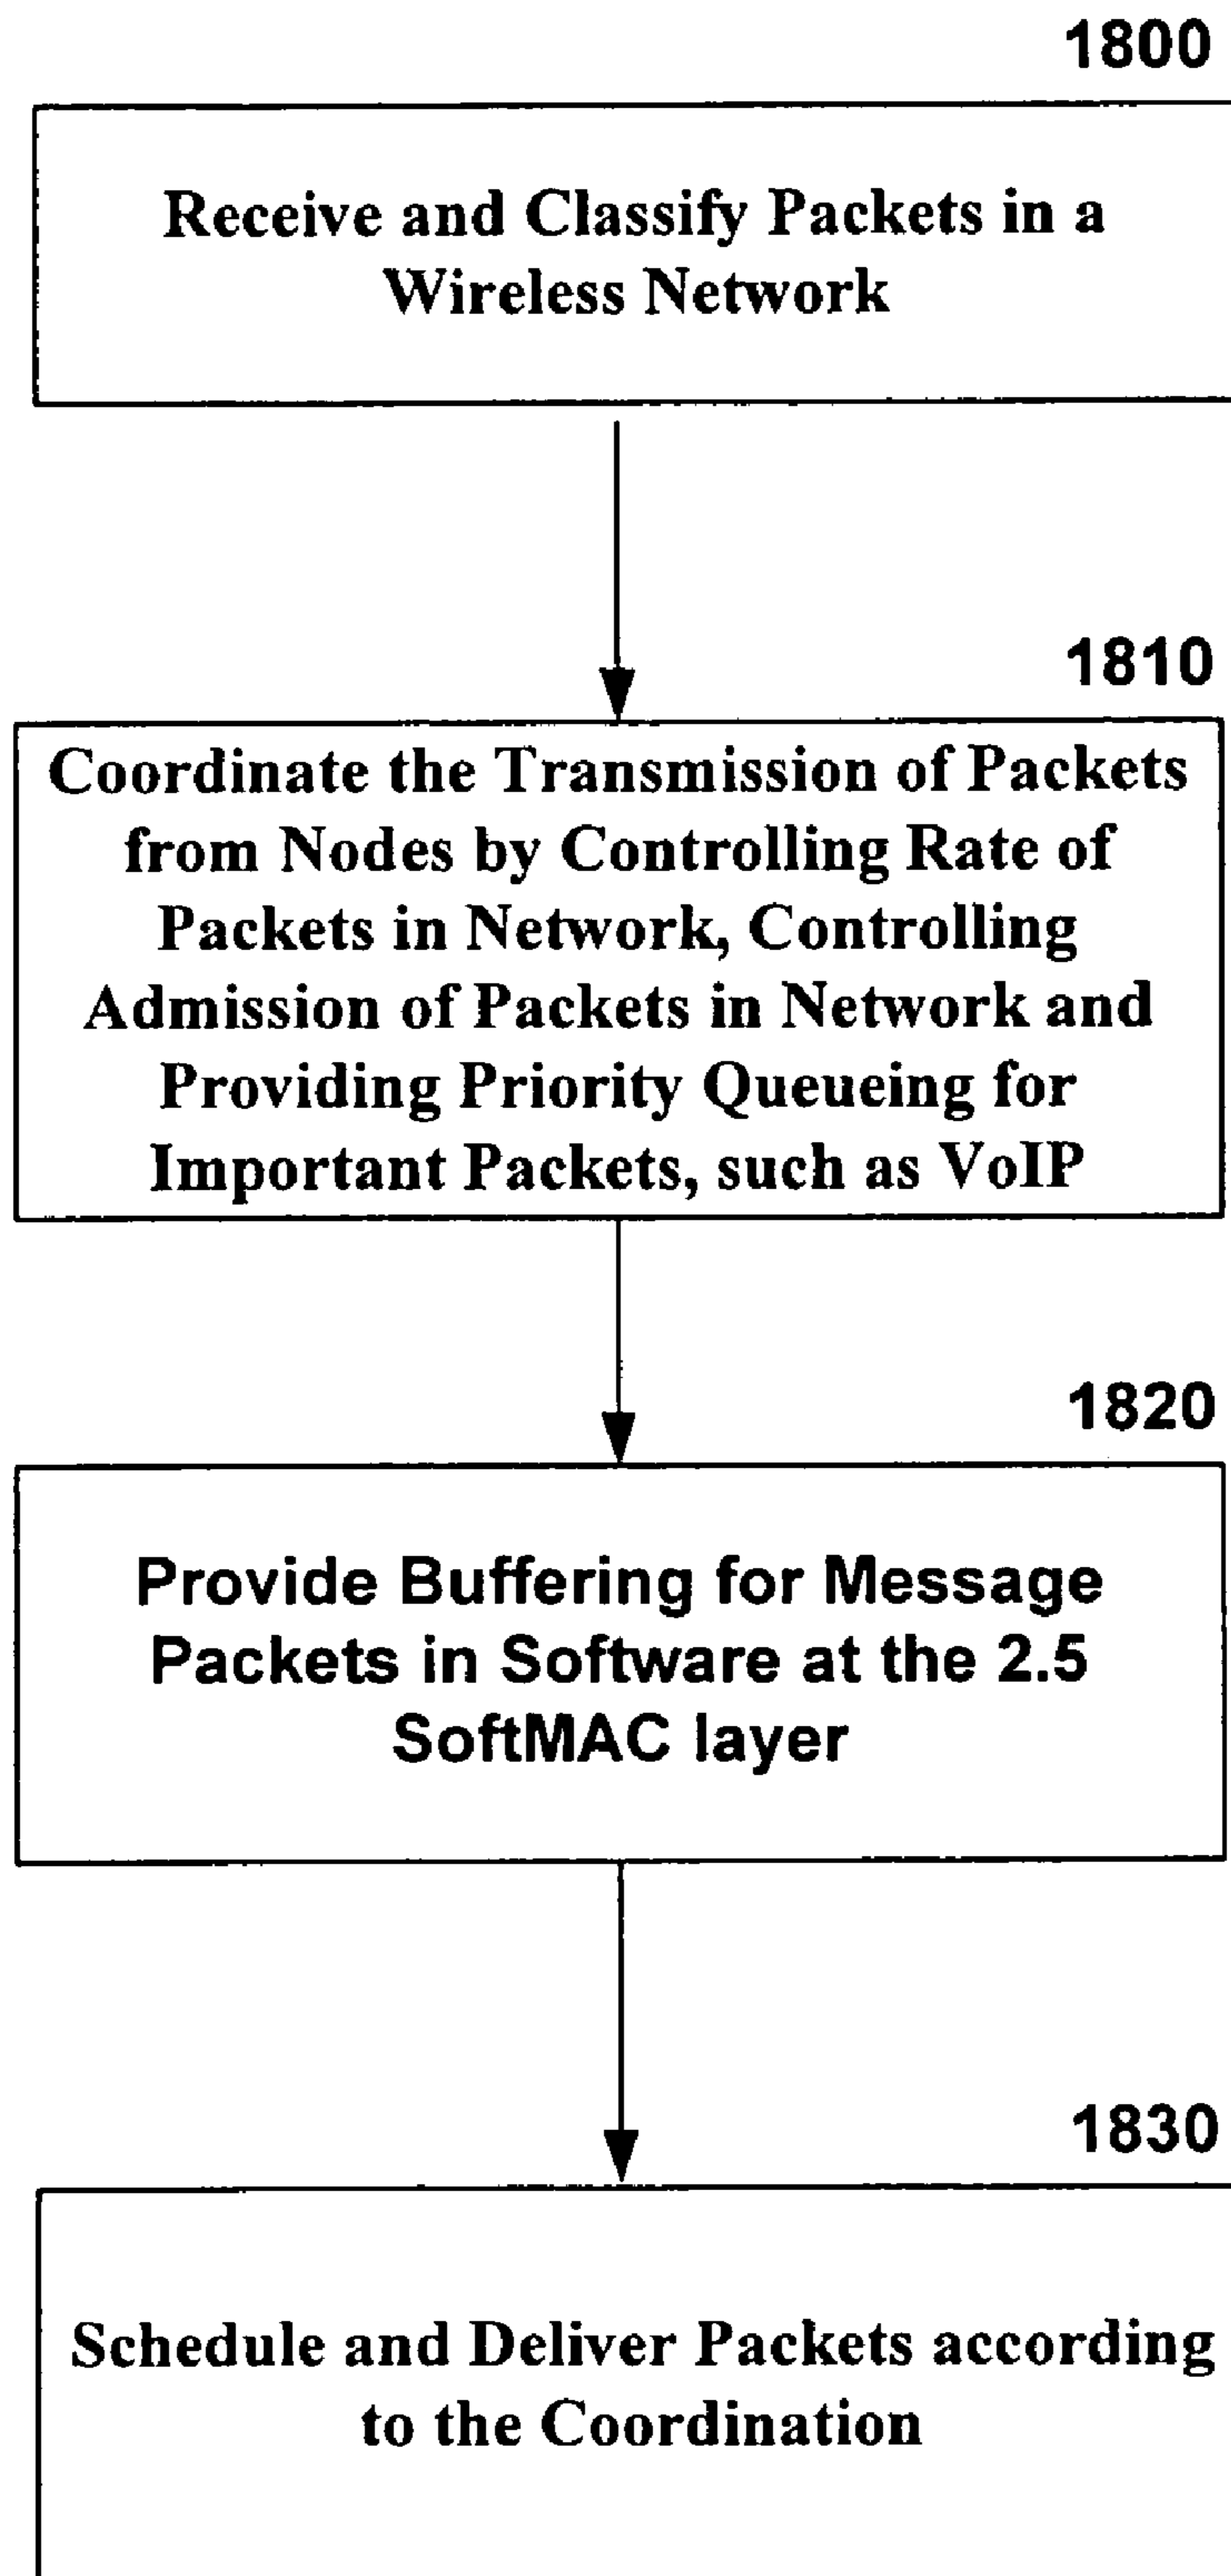 1800
Receive and Classify Packets in a
Wireless Network
1810
Coordinate the Transmission of Packets
from Nodes by Controlling Rate of
Packets in Network, Controlling
Admission of Packets in Network and
Providing Priority Queueing for
Important Packets, such as VoIP
1820
Provide Buffering for Message
Packets in Software at the 2.5
SoftMAC layer
1830
Schedule and Deliver Packets according
to the Coordination